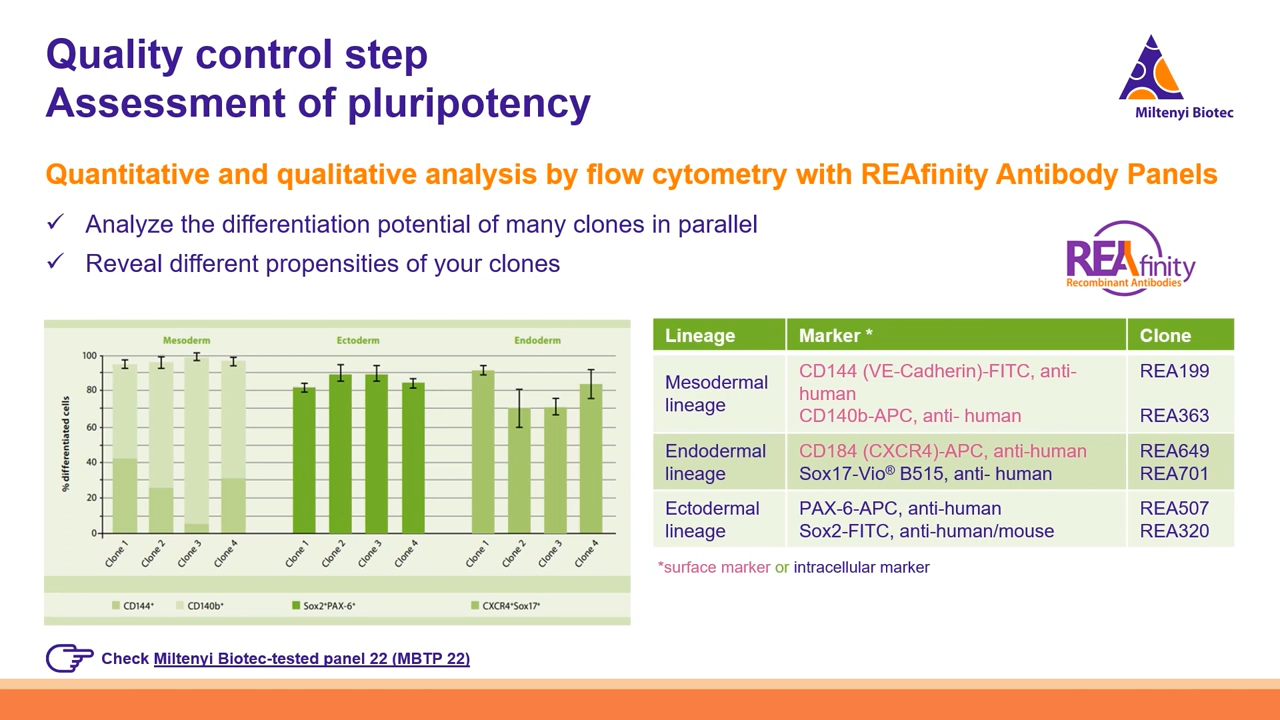 Quality control step
Assessment of pluripotency
Miltenyi Biotec
Quantitative and qualitative analysis by flow cytometry with REAfinity Antibody Panels
✓ Analyze the differentiation potential of many clones in parallel
✓ Reveal different propensities of your clones
REAfinity
Recombinant Antibodies
Mesoderm Ectoderm Endoderm
% differentiated cells
100
80
60
40
20
0
Clone 1 Clone 2 Clone 3 Clone 4 Clone 1 Clone 2 Clone 3 Clone 4 Clone 1 Clone 2 Clone 3 Clone 4
CD144⁺ CD140b⁺ Sox2⁺PAX-6⁺ CXCR4⁺Sox17⁺
Lineage Marker * Clone
Mesodermal
lineage
CD144 (VE-Cadherin)-FITC, anti-
human
REA199
CD140b-APC, anti- human
REA363
Endodermal
lineage
CD184 (CXCR4)-APC, anti-human
Sox17-Vio® B515, anti- human
REA649
REA701
Ectodermal
lineage
PAX-6-APC, anti-human
Sox2-FITC, anti-human/mouse
REA507
REA320
*surface marker or intracellular marker
Check Miltenyi Biotec-tested panel 22 (MBTP 22)